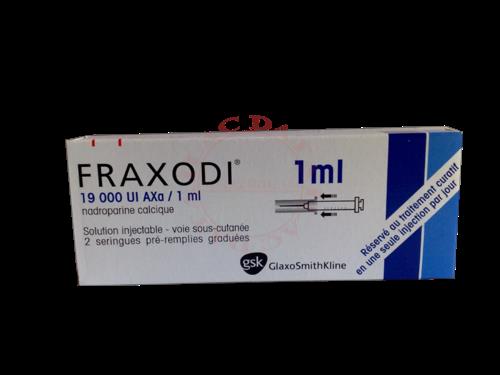 FRAXODI®
1ml
19 000 UI AXa / 1 ml
nadroparine calcique
Solution injectable - voie sous-cutanée
2 seringues pré-remplies graduées
gsk GlaxoSmithKline
Réservé au traitement curatif
en une seule injection par jour